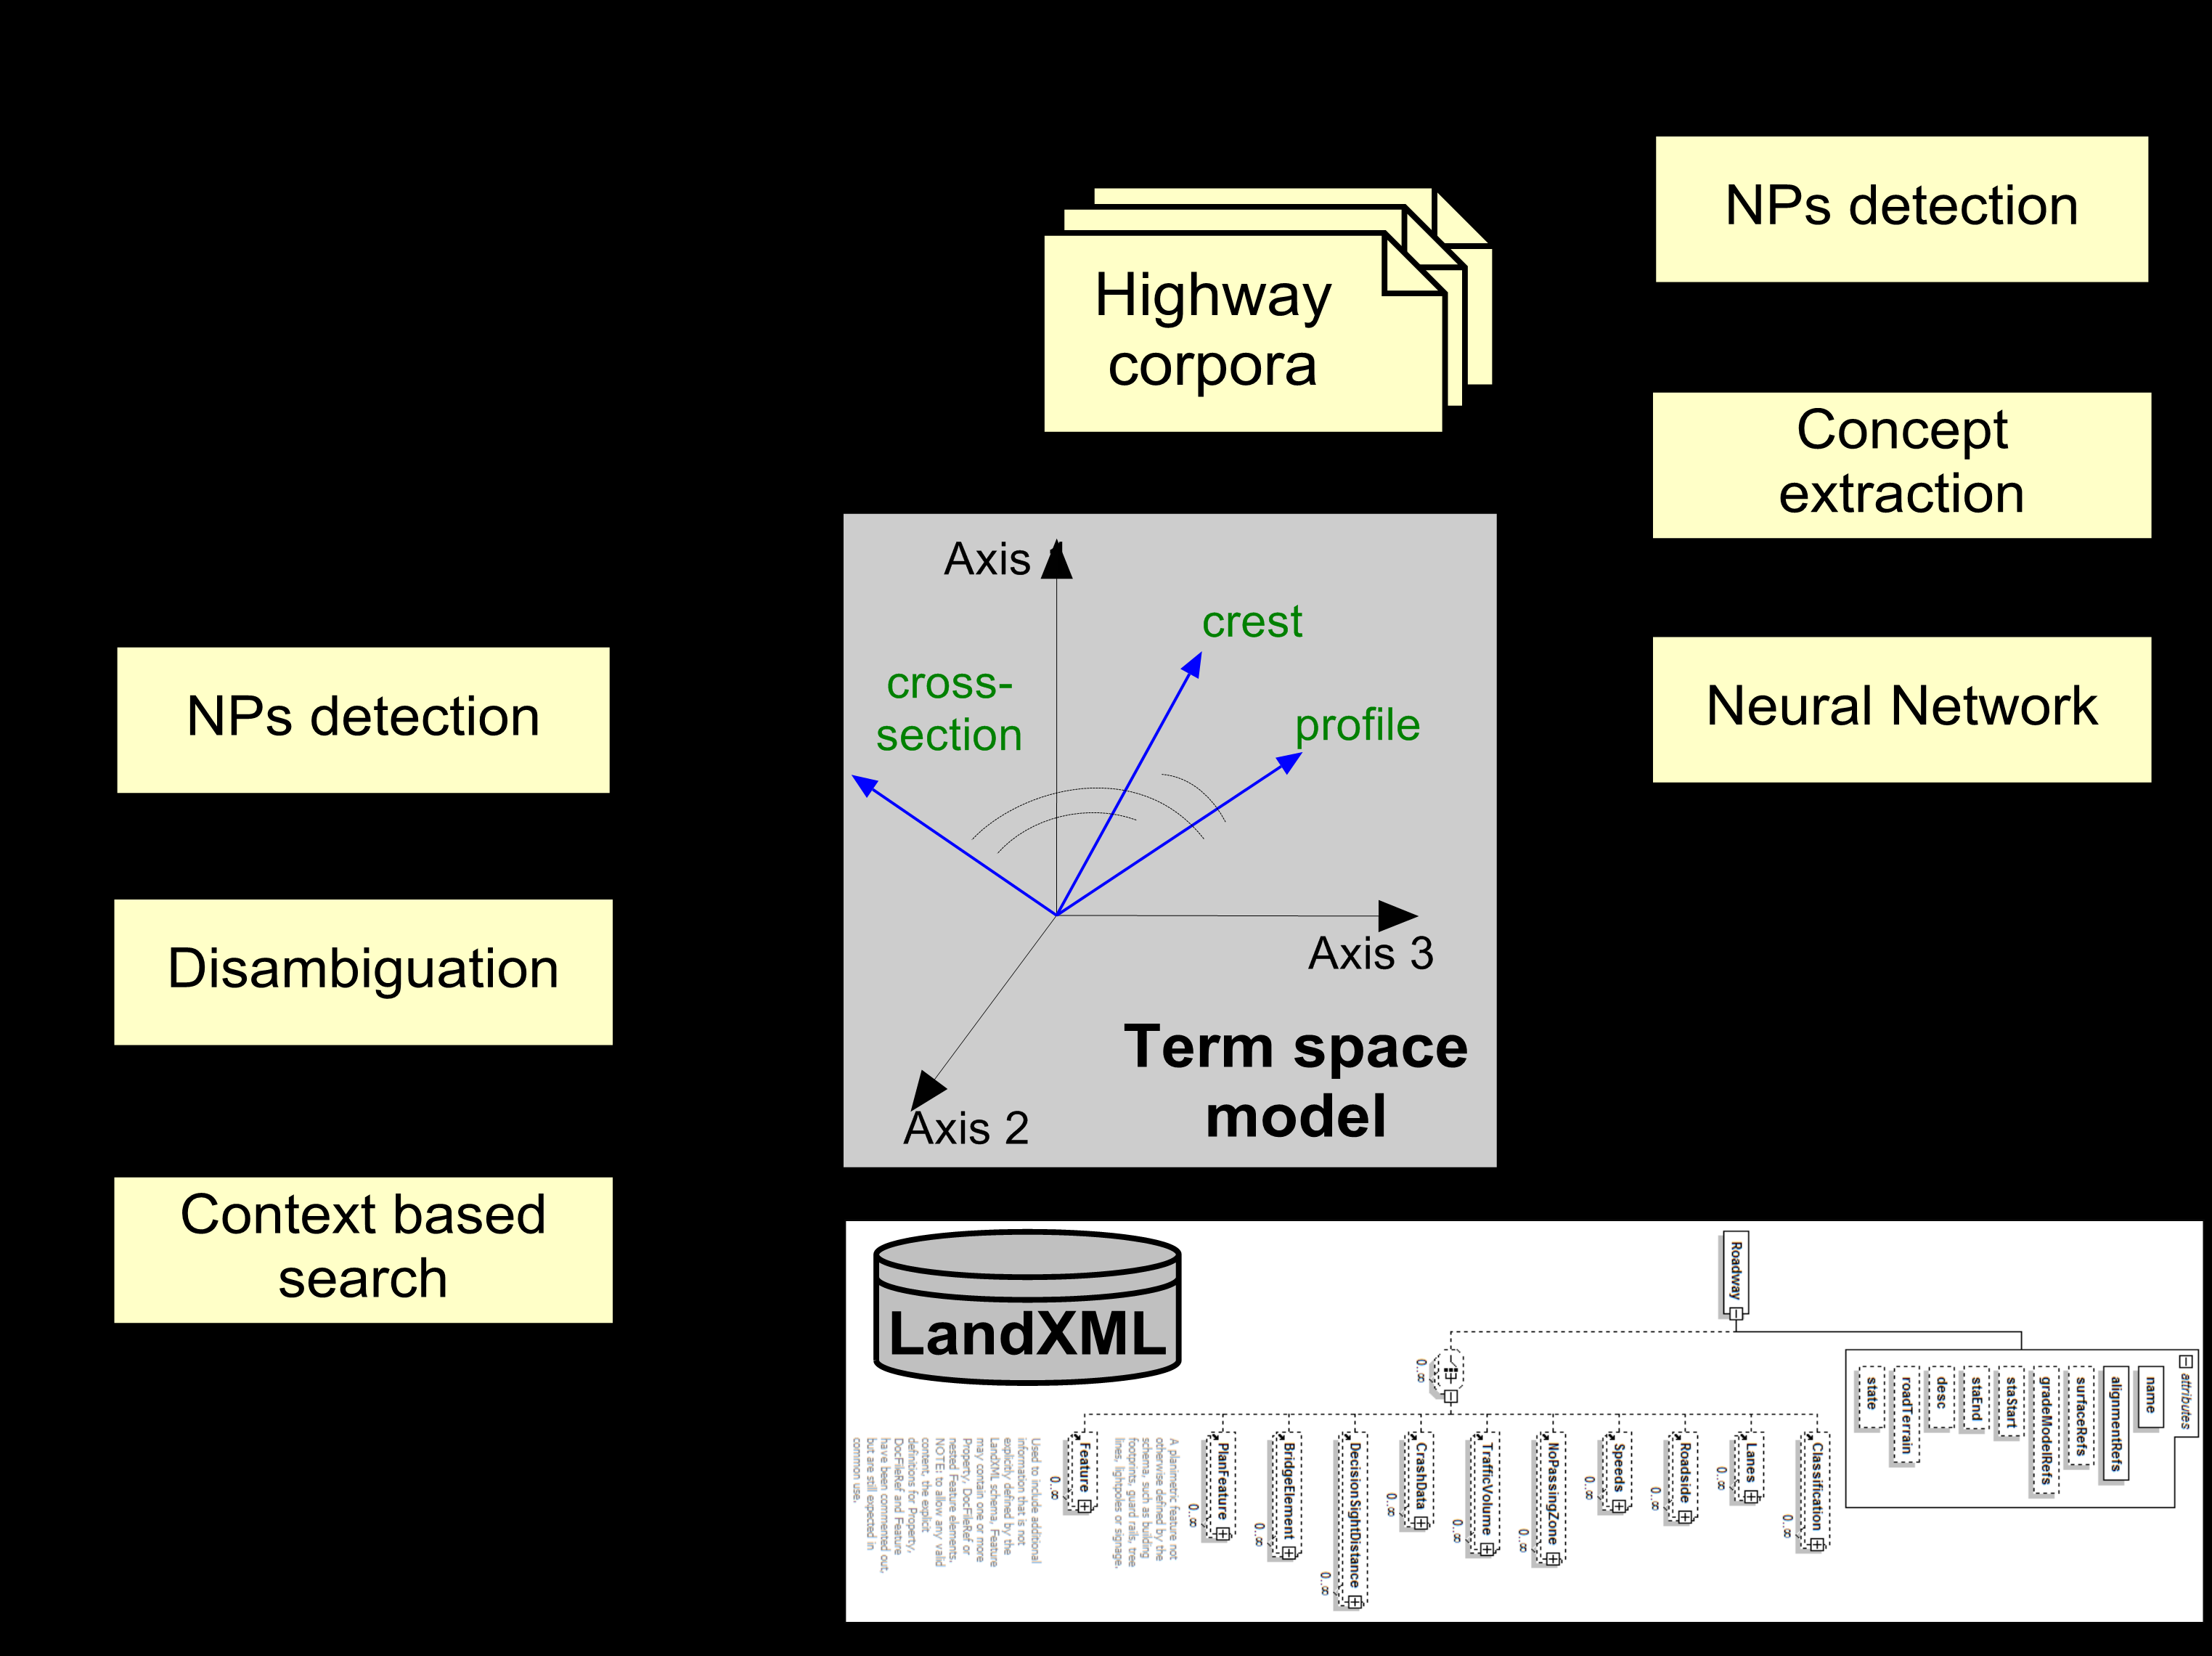 NPs detection
Highway
corpora
Concept
extraction
Neural Network
Axis
crest
cross-
section
profile
Axis 3
Term space
model
Axis 2
NPs detection
Disambiguation
Context based
search
LandXML
Roadway
attributes
name
alignmentRefs
surfaceRefs
gradeModelRefs
staStart
staEnd
desc
roadTerrain
state
0..∞
Classification
0..∞
Lanes
0..∞
Roadside
0..∞
Speeds
0..∞
NoPassingZone
0..∞
TrafficVolume
0..∞
CrashData
0..∞
DecisionSightDistance
0..∞
BridgeElement
0..∞
PlanFeature
0..∞
A planimetric feature not
otherwise defined by the
schema, such as building
footprints, guard rails, tree
lines, lightpoles or signage.
Feature
0..∞
Used to include additional
information that is not
explicitly defined by the
LandXML schema, Feature
may contain one or more
Property, DocFileRef or
nested Feature elements.
NOTE: to allow any valid
content, the explicit
definitions for Property,
DocFileRef and Feature
have been commented out,
but are still expected in
common use.